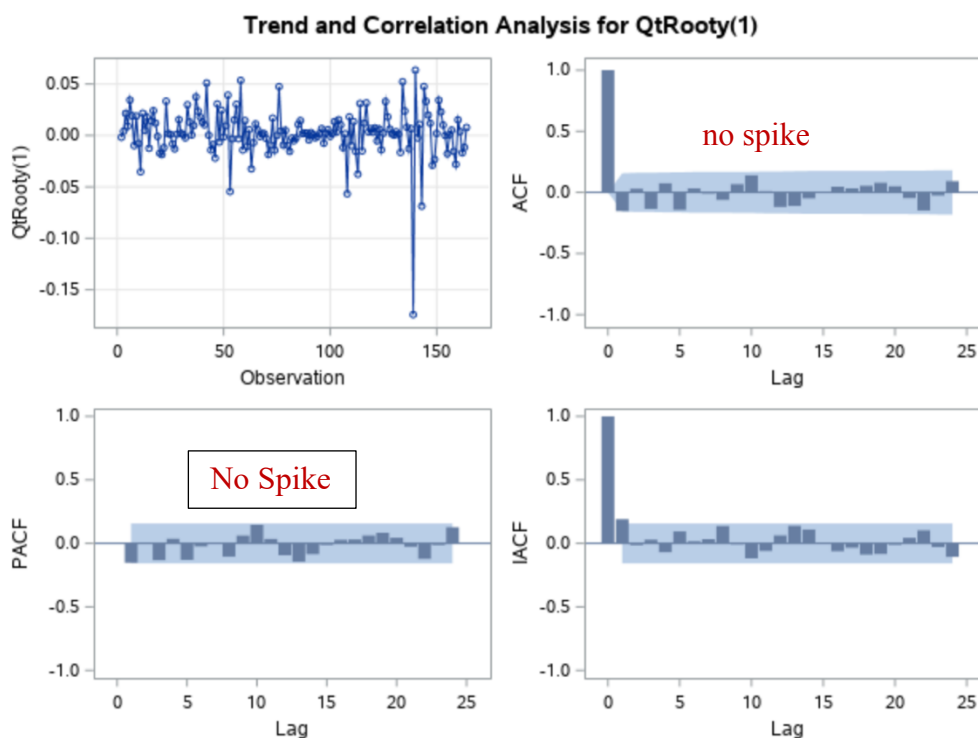 Trend and Correlation Analysis for QtRooty(1)
QtRooty(1)
0.05
0.00
-0.05
-0.10
-0.15
0 50 100 150
Observation
ACF
1.0
0.5
0.0
-0.5
-1.0
no spike
0 5 10 15 20 25
Lag
PACF
1.0
0.5
0.0
-0.5
-1.0
No Spike
0 5 10 15 20 25
Lag
IACF
1.0
0.5
0.0
-0.5
-1.0
0 5 10 15 20 25
Lag